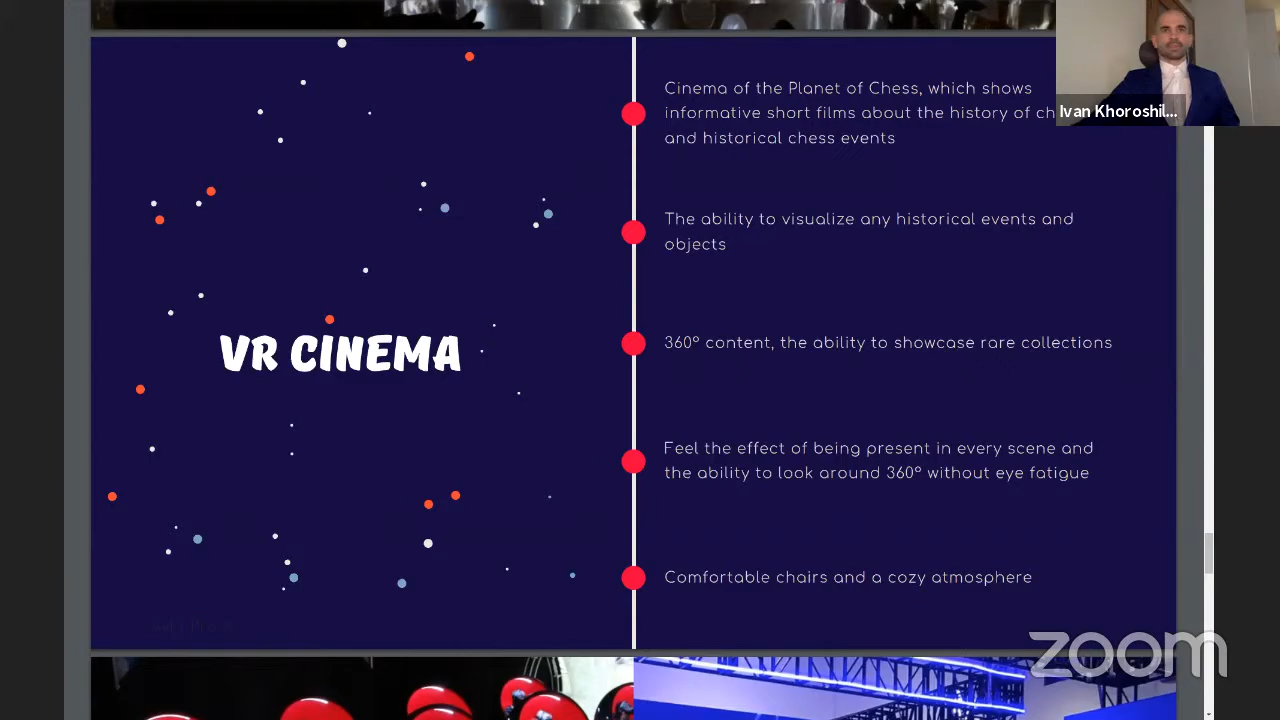 Cinema of the Planet of Chess, which shows
informative short films about the history of ch
and historical chess events
Ivan Khoroshil...
The ability to visualize any historical events and
objects
VR CINEMA
360° content, the ability to showcase rare collections
Feel the effect of being present in every scene and
the ability to look around 360° without eye fatigue
Comfortable chairs and a cozy atmosphere
zoom